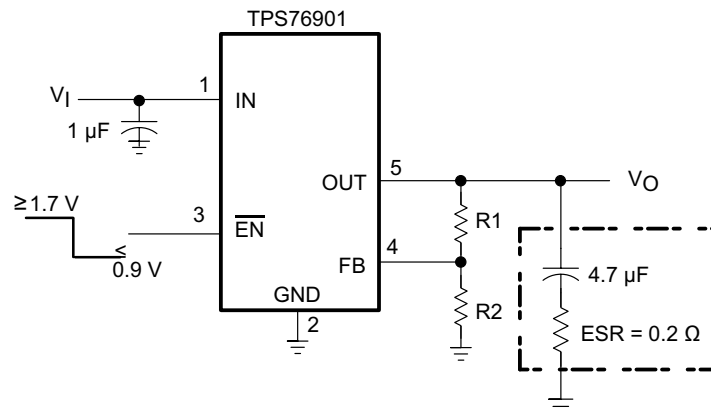 TPS76901
1
VI
IN
1 µF
OUT
5
VO
≥ 1.7 V
3
EN
R1
≤
0.9 V
4
FB
4.7 µF
GND
R2
2
ESR = 0.2 Ω